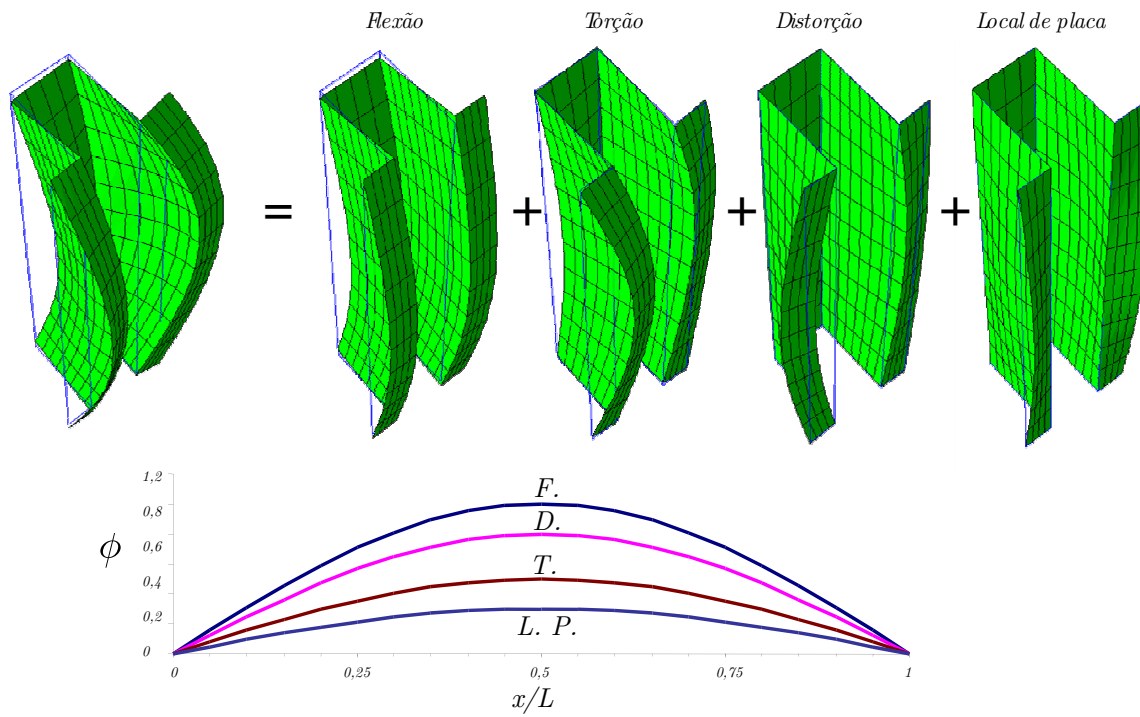 Flexão
Torção
Distorção
Local de placa
= + + +
1,2
0,8
0,6
0,4
0,2
0
ϕ
F.
D.
T.
L. P.
0
0,25
0,5
0,75
1
x/L